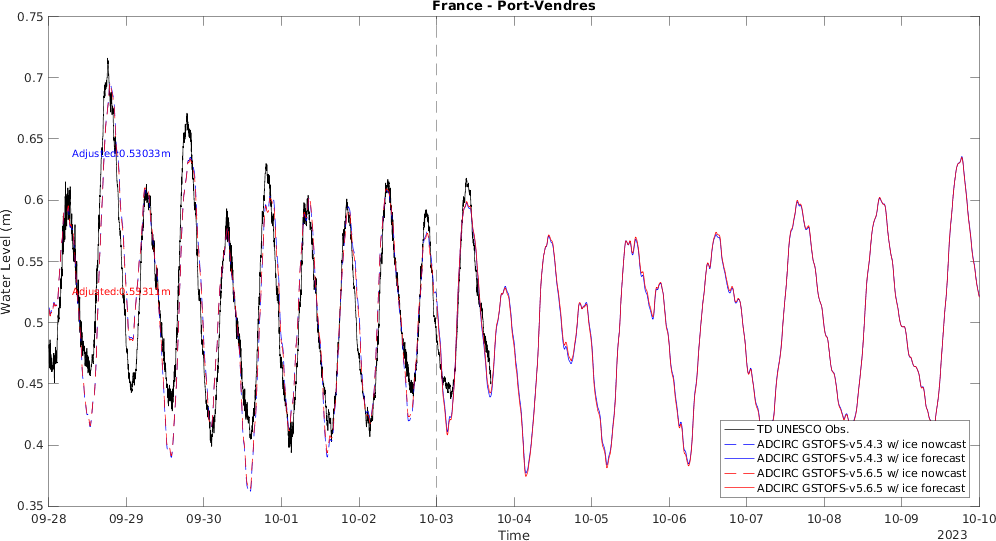 France - Port-Vendres
0.75
0.7
0.65
0.6
0.55
0.5
0.45
0.4
0.35
Water Level (m)
Adjusted:0.53033m
Adjusted:0.53311m
TD UNESCO Obs.
ADCIRC GSTOFS-v5.4.3 w/ ice nowcast
ADCIRC GSTOFS-v5.4.3 w/ ice forecast
ADCIRC GSTOFS-v5.6.5 w/ ice nowcast
ADCIRC GSTOFS-v5.6.5 w/ ice forecast
09-28 09-29 09-30 10-01 10-02 10-03 10-04 10-05 10-06 10-07 10-08 10-09 10-10
Time
2023